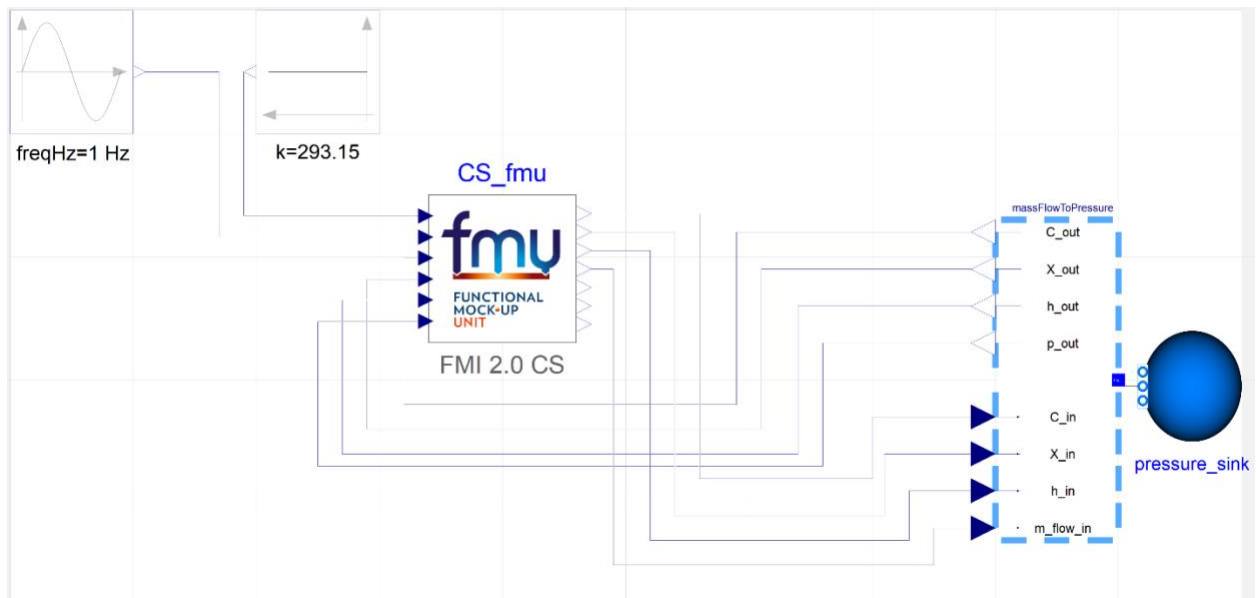 freqHz=1 Hz
k=293.15
CS_fmu
fmu
FUNCTIONAL
MOCK-UP
UNIT
FMI 2.0 CS
massFlowToPressure
C_out
X_out
h_out
p_out
C_in
X_in
h_in
m_flow_in
pressure_sink